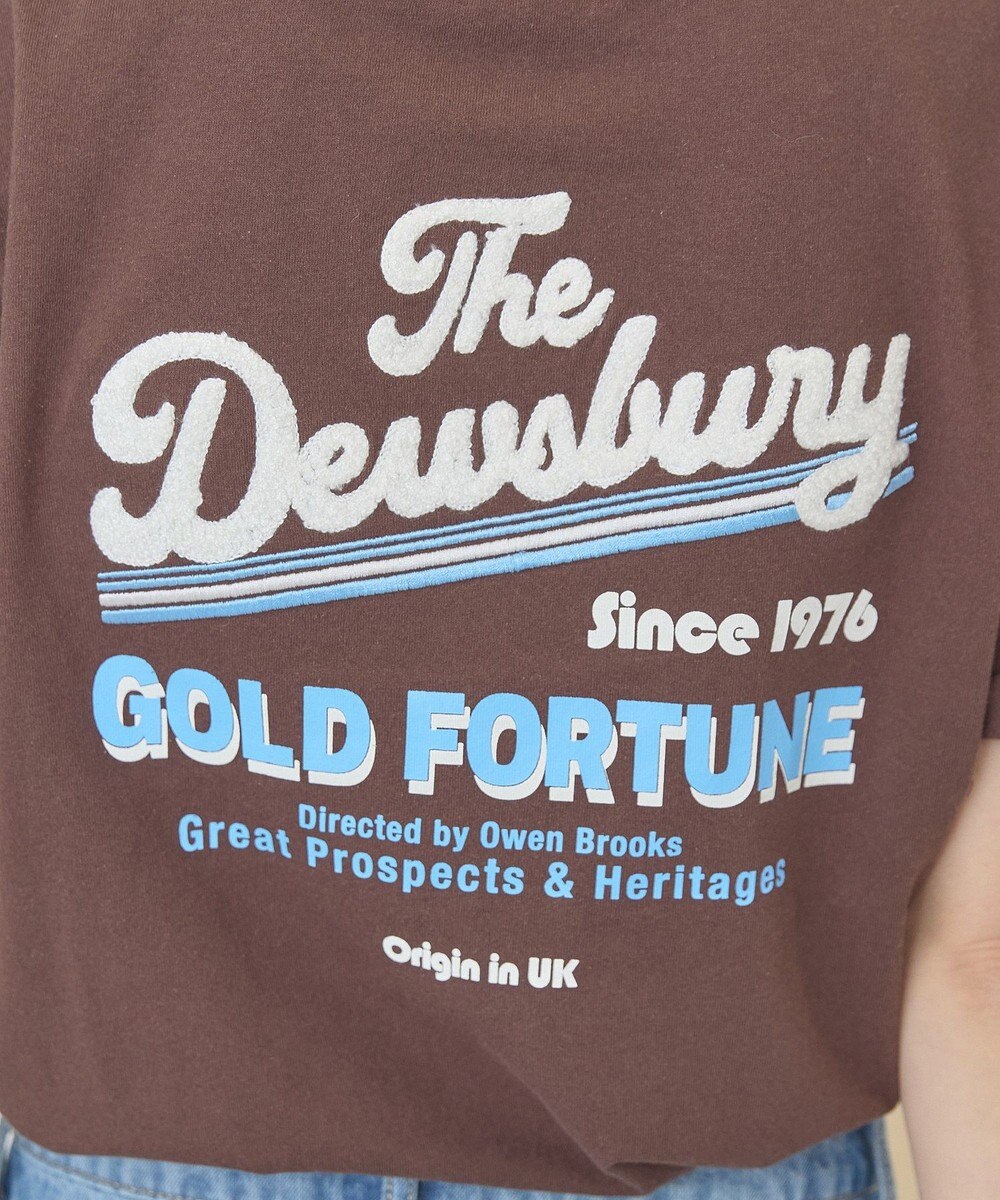 The
Dewsbury
Since 1976
GOLD FORTUNE
Directed by Owen Brooks
Great Prospects & Heritages
Origin in UK